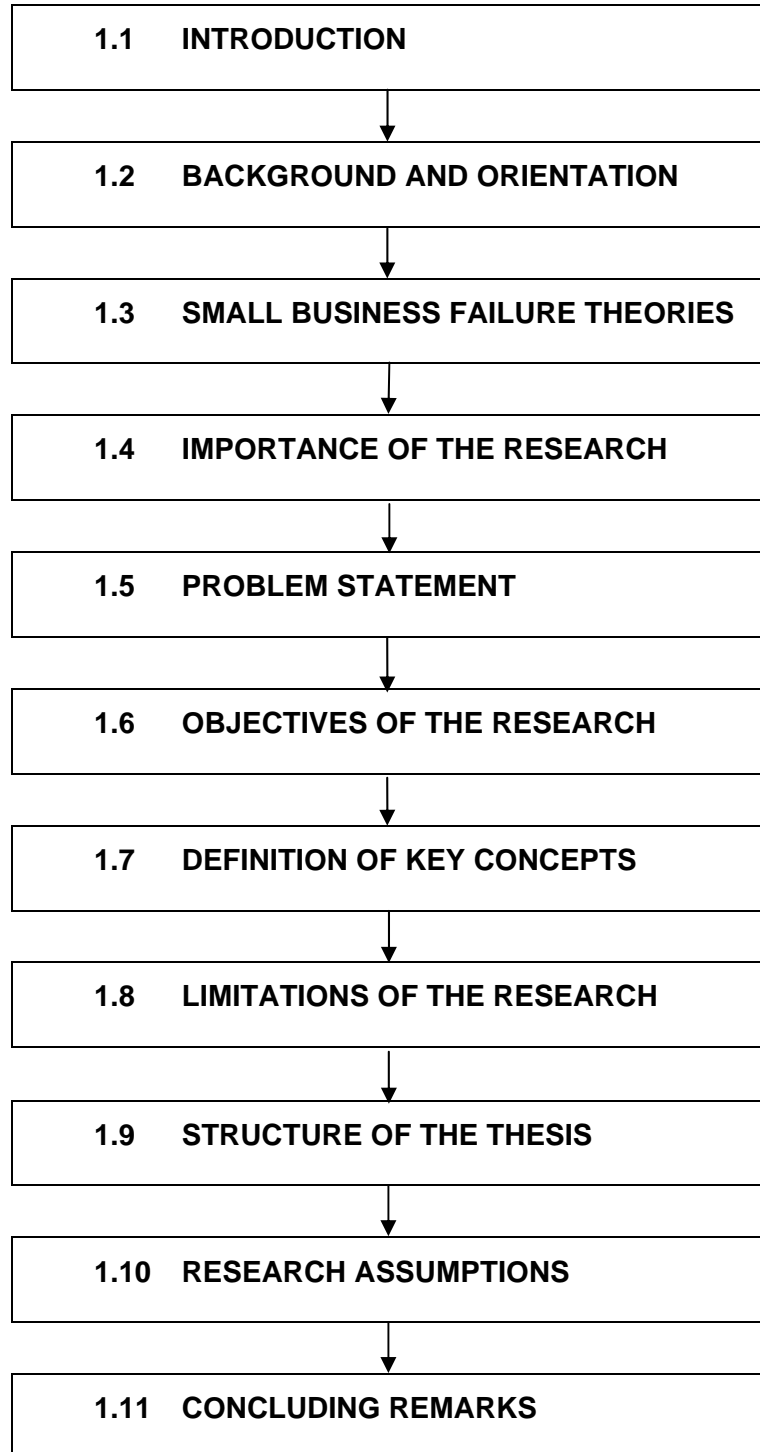 1.1 INTRODUCTION
1.2 BACKGROUND AND ORIENTATION
1.3 SMALL BUSINESS FAILURE THEORIES
1.4 IMPORTANCE OF THE RESEARCH
1.5 PROBLEM STATEMENT
1.6 OBJECTIVES OF THE RESEARCH
1.7 DEFINITION OF KEY CONCEPTS
1.8 LIMITATIONS OF THE RESEARCH
1.9 STRUCTURE OF THE THESIS
1.10 RESEARCH ASSUMPTIONS
1.11 CONCLUDING REMARKS